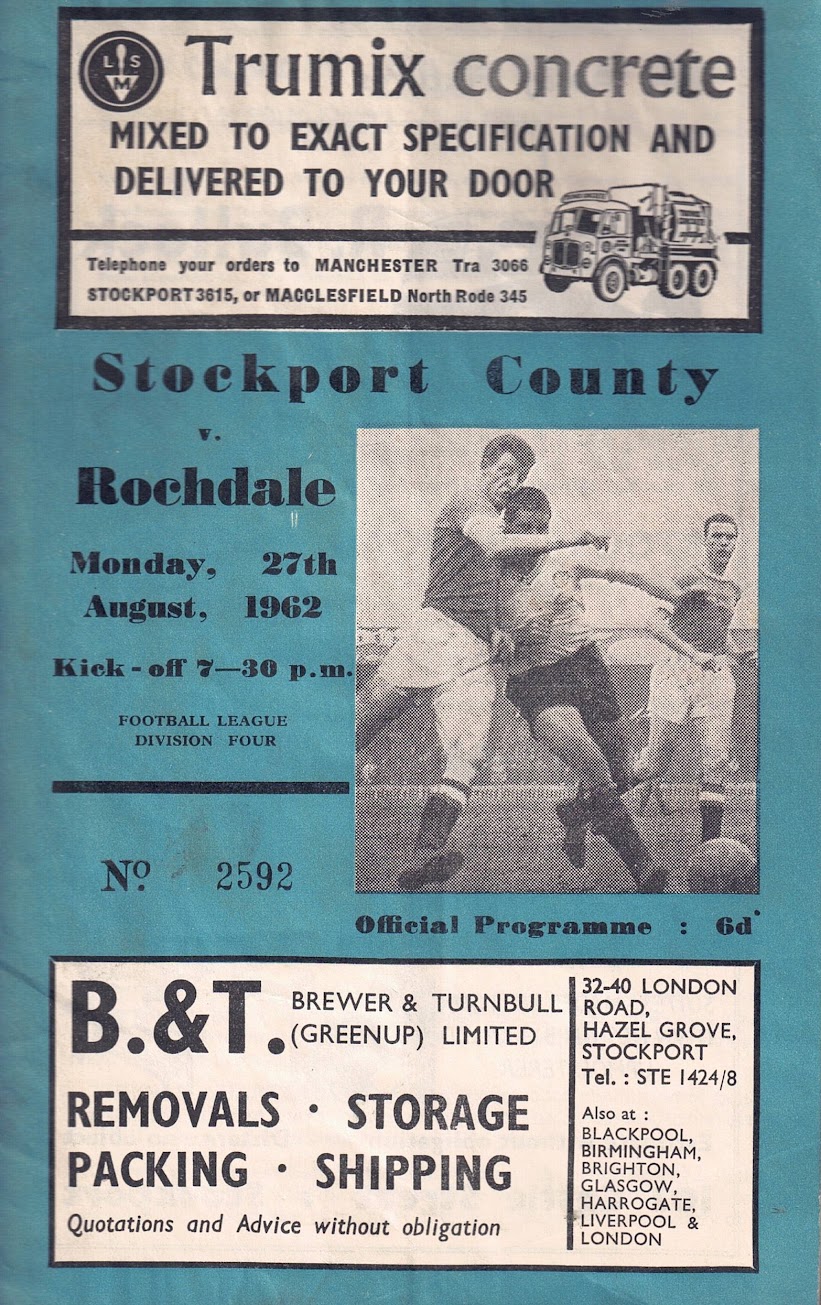 L S
M
Trumix concrete
MIXED TO EXACT SPECIFICATION AND
DELIVERED TO YOUR DOOR
Telephone your orders to MANCHESTER Tra 3066
STOCKPORT 3615, or MACCLESFIELD North Rode 345
Stockport County
v.
Rochdale
Monday, 27th
August, 1962
Kick-off 7—30 p.m.
FOOTBALL LEAGUE
DIVISION FOUR
No. 2592
Official Programme : 6d
B.&T. BREWER & TURNBULL
(GREENUP) LIMITED
REMOVALS · STORAGE
PACKING · SHIPPING
Quotations and Advice without obligation
32-40 LONDON
ROAD,
HAZEL GROVE,
STOCKPORT
Tel. : STE 1424/8
Also at :
BLACKPOOL,
BIRMINGHAM,
BRIGHTON,
GLASGOW,
HARROGATE,
LIVERPOOL &
LONDON